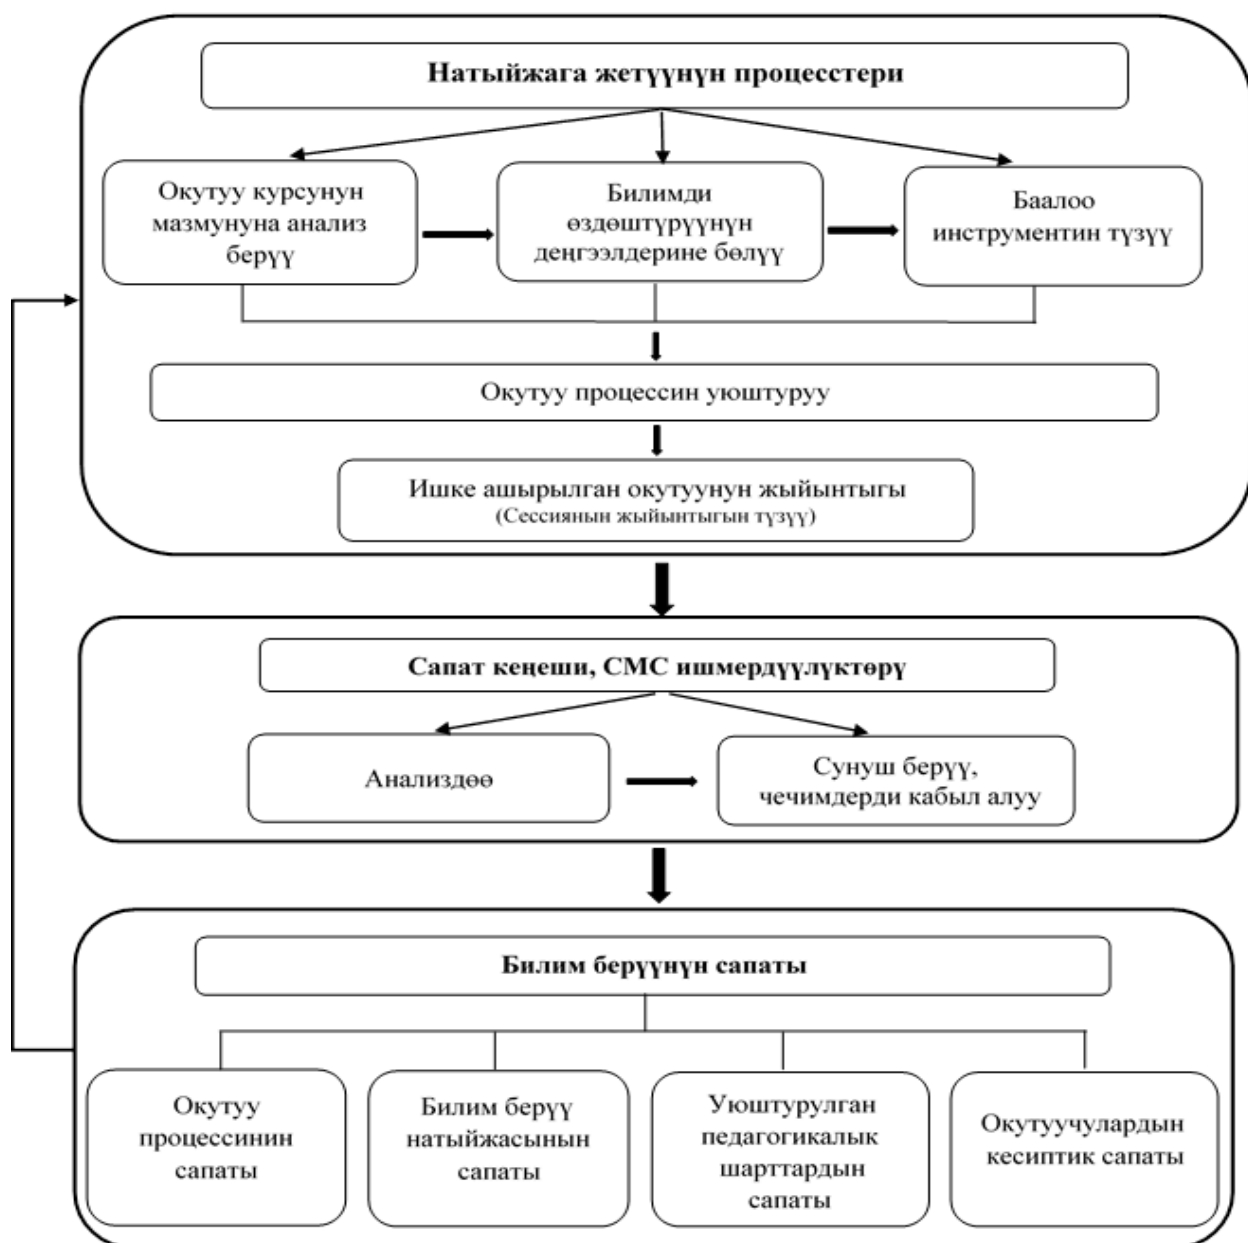 Натыйжага жетүүнүн процесстери
Окутуу курсунун
мазмунуна анализ
берүү
Билимди
өздөштүрүүнүн
деңгээлдерине бөлүү
Баалоо
инструментин түзүү
Окутуу процессин уюштуруу
Ишке ашырылган окутуунун жыйынтыгы
(Сессиянын жыйынтыгын түзүү)
Сапат кеңеши, СМС ишмердүүлүктөрү
Анализдөө
Сунуш берүү,
чечимдерди кабыл алуу
Билим берүүнүн сапаты
Окутуу
процессинин
сапаты
Билим берүү
натыйжасынын
сапаты
Уюштурулган
педагогикалык
шарттардын
сапаты
Окутуучулардын
кесиптик сапаты